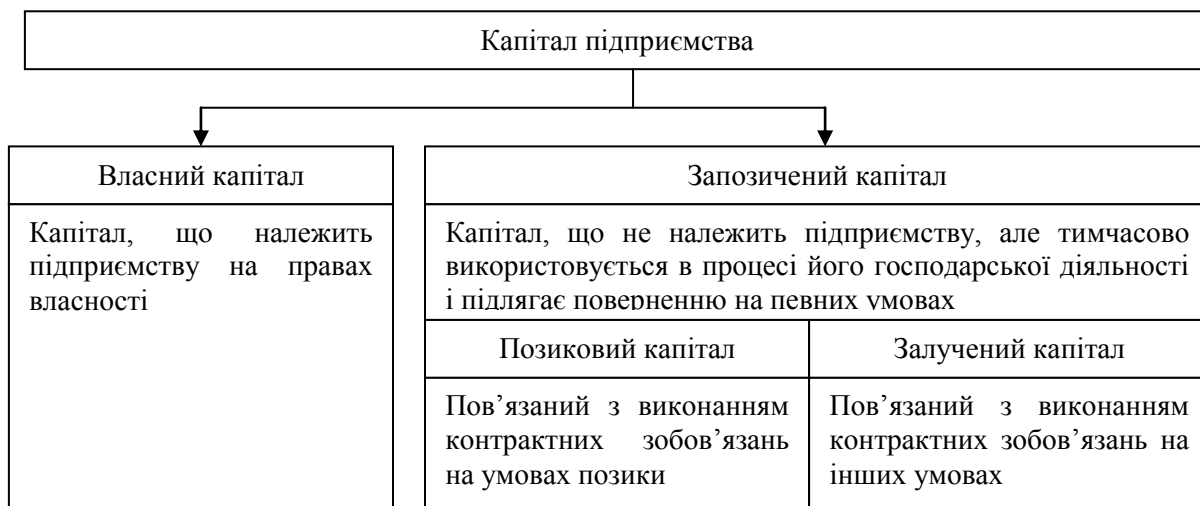 Капітал підприємства
Власний капітал
Капітал, що належить
підприємству на правах
власності
Запозичений капітал
Капітал, що не належить підприємству, але тимчасово
використовується в процесі його господарської діяльності
і підлягає поверненню на певних умовах
Позиковий капітал
Пов’язаний з виконанням
контрактних зобов’язань
на умовах позики
Залучений капітал
Пов’язаний з виконанням
контрактних зобов’язань на
інших умовах